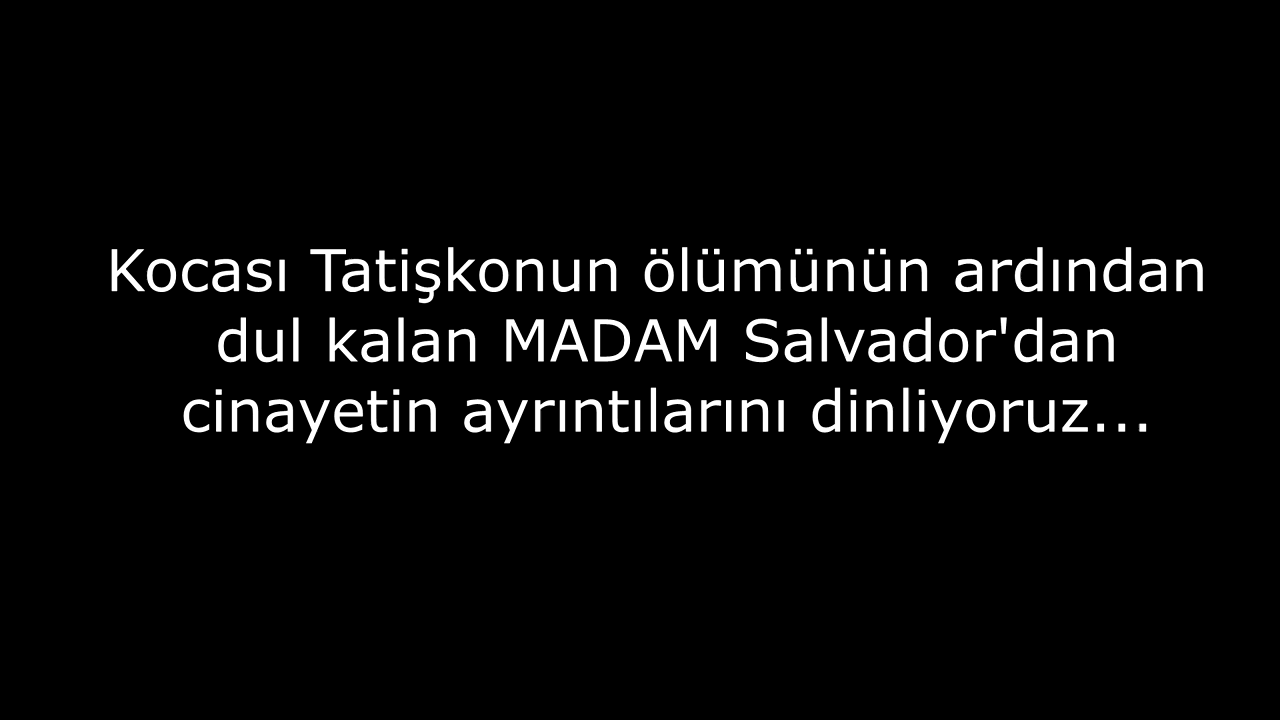 Kocası Tatişkonun ölümünün ardından
dul kalan MADAM Salvador'dan
cinayetin ayrıntılarını dinliyoruz...